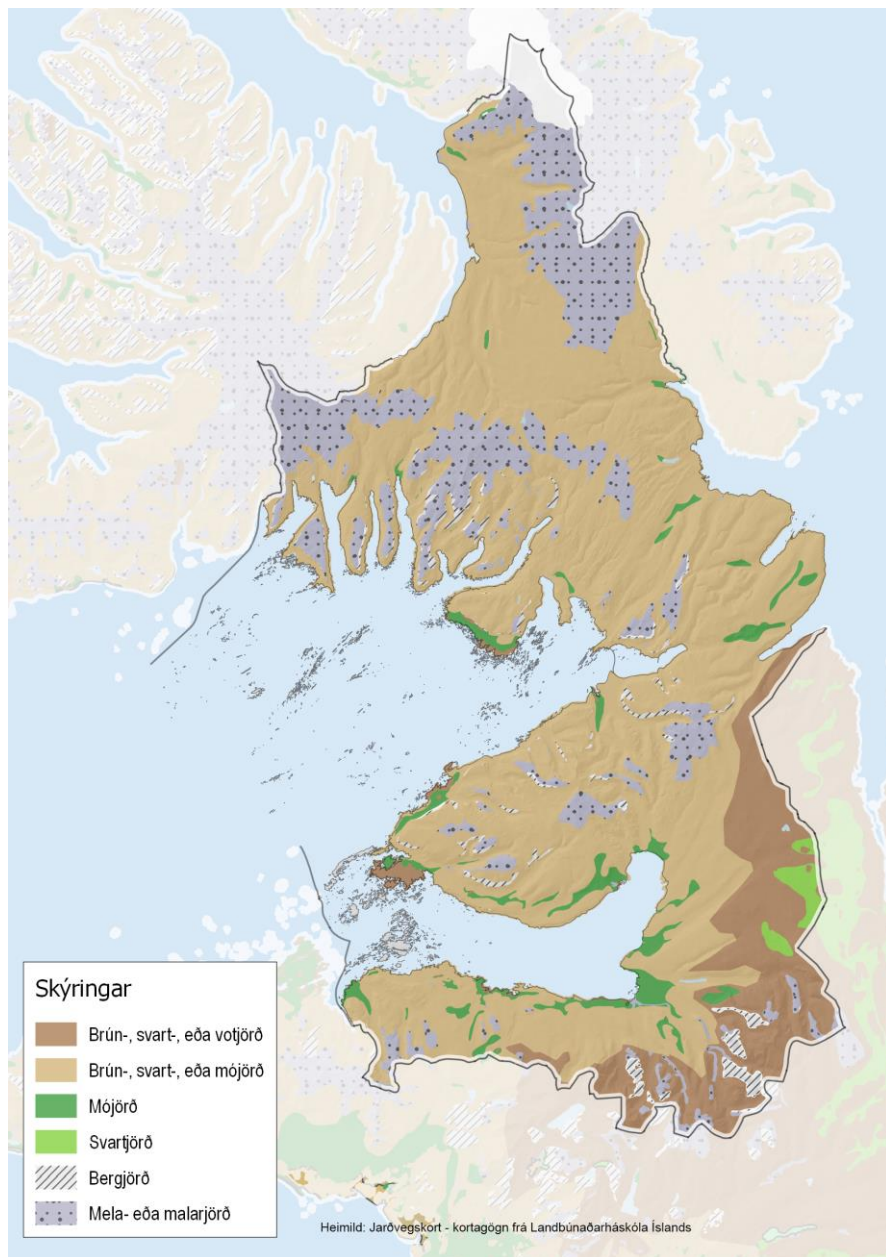 Skýringar
Brún-, svart-, eða votjörð
Brún-, svart-, eða mójörð
Mójörð
Svartjörð
Bergjörð
Mela- eða malarjörð
Heimild: Jarðvegskort - kortagögn frá Landbúnaðarháskóla Íslands